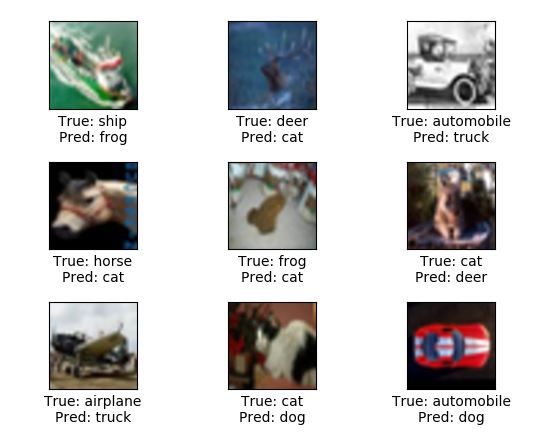 True: ship
Pred: frog
True: deer
Pred: cat
True: automobile
Pred: truck
True: horse
Pred: cat
True: frog
Pred: cat
True: cat
Pred: deer
True: airplane
Pred: truck
True: cat
Pred: dog
True: automobile
Pred: dog